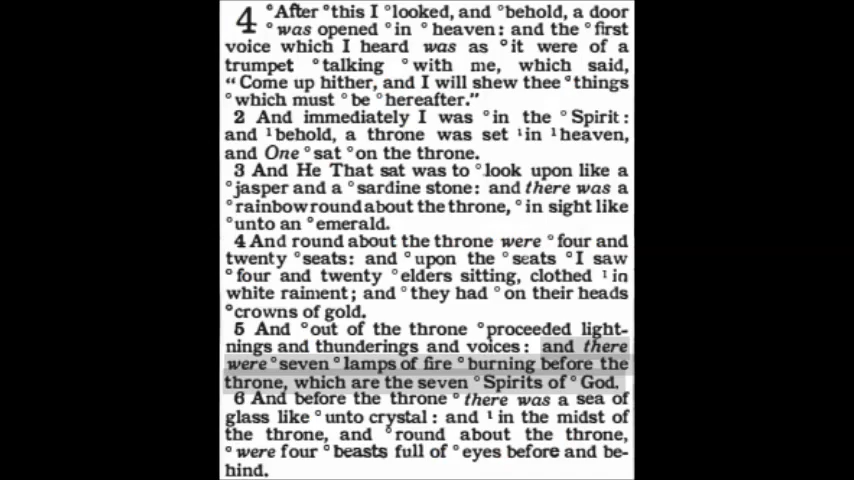 4 °After °this I °looked, and °behold, a door
°was opened °in °heaven: and the °first
voice which I heard was as °it were of a
trumpet °talking °with me, which said,
“Come up hither, and I will shew thee °things
°which must °be °hereafter.”
2 And immediately I was °in the °Spirit:
and ¹behold, a throne was set ¹in ¹heaven,
and One °sat °on the throne.
3 And He That sat was to °look upon like a
°jasper and a °sardine stone: and there was a
°rainbow round about the throne, °in sight like
°unto an °emerald.
4 And round about the throne were °four and
twenty °seats: and °upon the °seats °I saw
°four and twenty °elders sitting, clothed ¹in
white raiment; and °they had °on their heads
°crowns of gold.
5 And °out of the throne °proceeded light-
nings and thunderings and voices: and there
were °seven °lamps of fire °burning before the
throne, which are the seven °Spirits of °God.
6 And before the throne °there was a sea of
glass like °unto crystal: and ¹in the midst of
the throne, and °round about the throne,
°were four °beasts full of °eyes before and be-
hind.